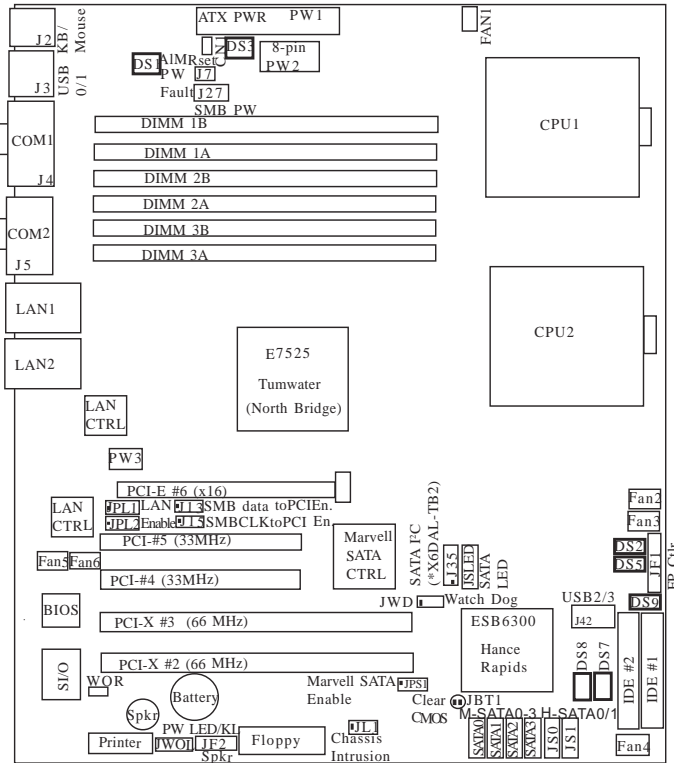 ATX PWR PW1
J2
KB/
Mouse
FAN1
DS1
AlM
PW
Fault
Rset
J7
CN1
DS3
8-pin
PW2
J27
SMB PW
J3
USB
0/1
COM1
J4
CPU1
DIMM 1B
DIMM 1A
DIMM 2B
DIMM 2A
DIMM 3B
DIMM 3A
COM2
J5
LAN1
LAN2
CPU2
E7525
Tumwater
(North Bridge)
LAN
CTRL
PW3
PCI-E #6 (x16)
LAN
CTRL
JPL1 LAN J13 SMB data toPCIEn.
JPL2 Enable J15 SMBCLKtoPCI En.
PCI-#5 (33MHz)
Fan5 Fan6
PCI-#4 (33MHz)
Marvell
SATA
CTRL
SATA I²C
(*X6DAL-TB2)
J35
JSLED
SATA
LED
Fan2
Fan3
DS2
DS5
JF1
FP Ctlr
BIOS
JWD Watch Dog
PCI-X #3 (66 MHz)
ESB6300
Hance
Rapids
USB2/3
J42
DS9
SI/O
PCI-X #2 (66 MHz)
WOR
Battery
Marvell SATA
Enable
JPS1
DS8
DS7
IDE #2
IDE #1
Clear
CMOS
JBT1
M-SATA0-3 H-SATA0/1
Spkr
PW LED/KL
Printer
JWOL
JF2
Spkr
Floppy
JL1
Chassis
Intrusion
SATA0
SATA1
SATA2
SATA3
JS0
JS1
Fan4